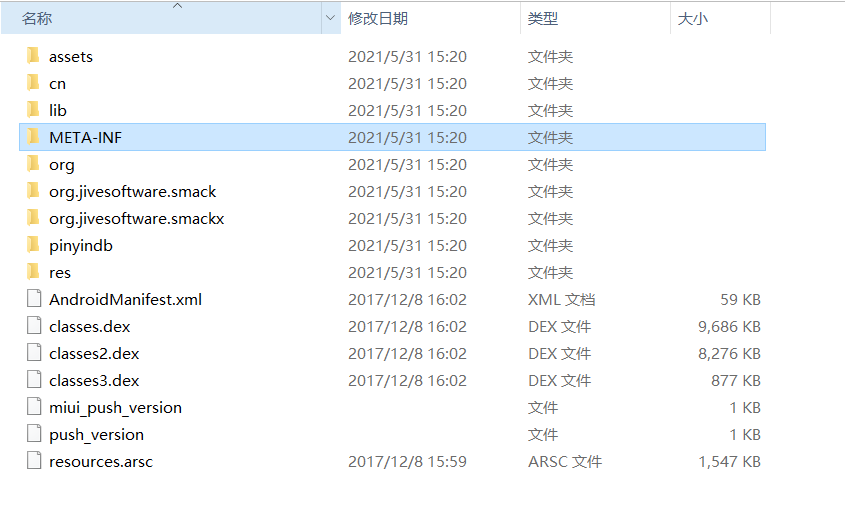 名称 修改日期 类型 大小
assets 2021/5/31 15:20 文件夹
cn 2021/5/31 15:20 文件夹
lib 2021/5/31 15:20 文件夹
META-INF 2021/5/31 15:20 文件夹
org 2021/5/31 15:20 文件夹
org.jivesoftware.smack 2021/5/31 15:20 文件夹
org.jivesoftware.smackx 2021/5/31 15:20 文件夹
pinyindb 2021/5/31 15:20 文件夹
res 2021/5/31 15:20 文件夹
AndroidManifest.xml 2017/12/8 16:02 XML 文档 59 KB
classes.dex 2017/12/8 16:02 DEX 文件 9,686 KB
classes2.dex 2017/12/8 16:02 DEX 文件 8,276 KB
classes3.dex 2017/12/8 16:02 DEX 文件 877 KB
miui_push_version 文件 1 KB
push_version 文件 1 KB
resources.arsc 2017/12/8 15:59 ARSC 文件 1,547 KB